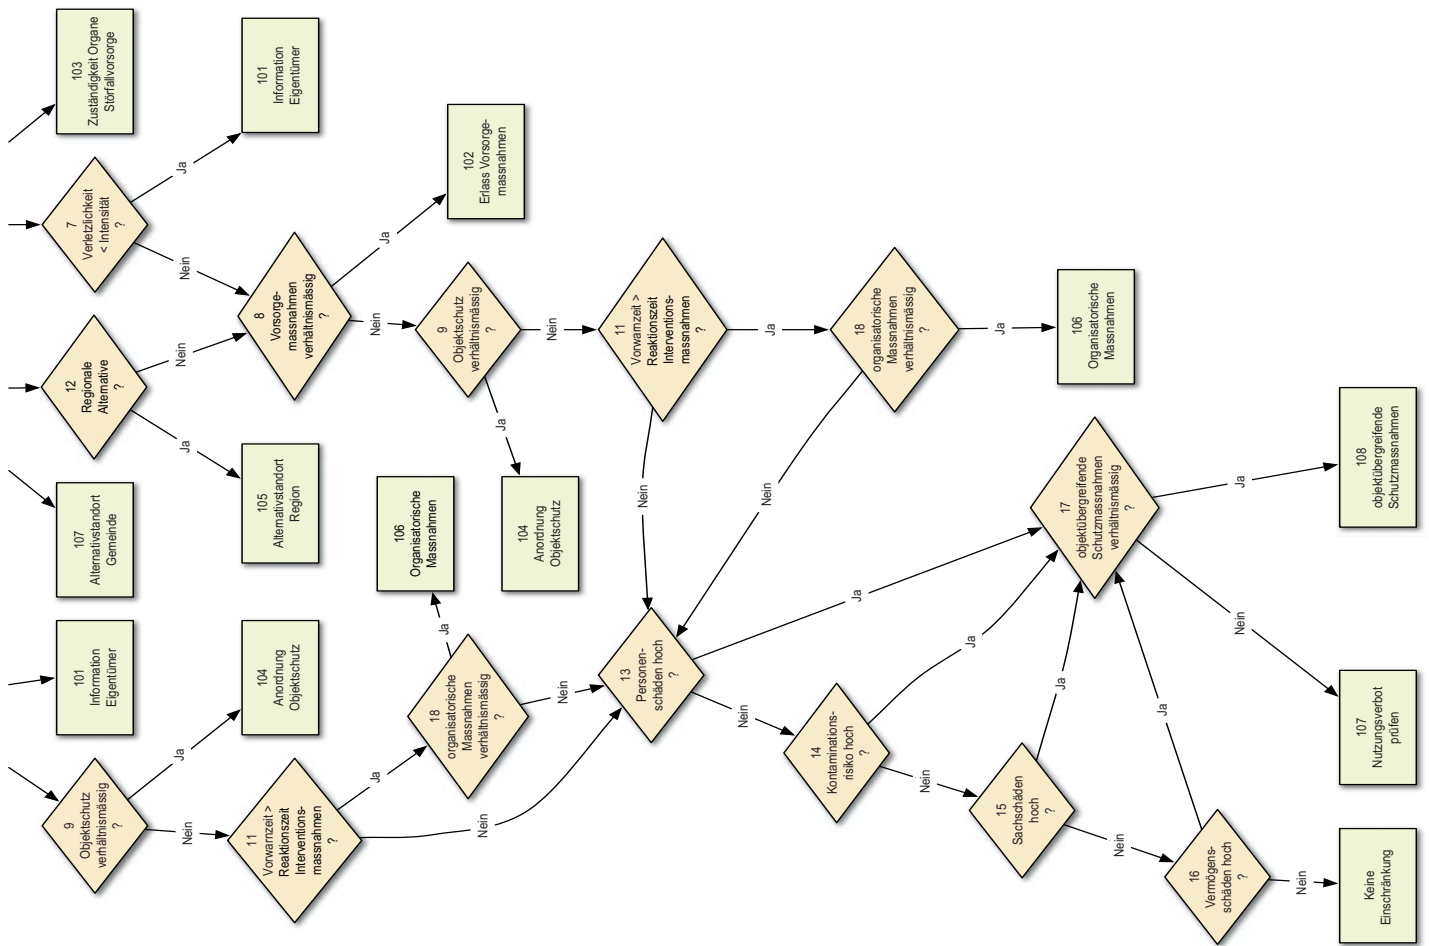 103
Zuständigkeit Organe
Störfallvorsorge
7
Verletzlichkeit
< Intensität
?
Ja
Nein
101
Information
Eigentümer
12
Regionale
Alternative
?
Nein
Ja
8
Vorsorge-
massnahmen
verhältnismässig
?
Ja
Nein
102
Erlass Vorsorge-
massnahmen
107
Alternativstandort
Gemeinde
105
Alternativstandort
Region
9
Objektschutz
verhältnismässig
?
Nein
Ja
104
Anordnung
Objektschutz
11
Vorwarnzeit >
Reaktionszeit
Interventions-
massnahmen
?
Ja
Nein
18
organisatorische
Massnahmen
verhältnismässig
?
Ja
Nein
106
Organisatorische
Massnahmen
101
Information
Eigentümer
9
Objektschutz
verhältnismässig
?
Ja
Nein
104
Anordnung
Objektschutz
11
Vorwarnzeit >
Reaktionszeit
Interventions-
massnahmen
?
Ja
Nein
18
organisatorische
Massnahmen
verhältnismässig
?
Ja
Nein
106
Organisatorische
Massnahmen
13
Personen-
schäden hoch
?
Ja
Nein
14
Kontaminations-
risiko hoch
?
Ja
Nein
15
Sachschäden
hoch
?
Ja
Nein
16
Vermögens-
schäden hoch
?
Ja
Nein
17
objektübergreifende
Schutzmassnahmen
verhältnismässig
?
Ja
Nein
108
objektübergreifende
Schutzmassnahmen
107
Nutzungsverbot
prüfen
Keine
Einschränkung